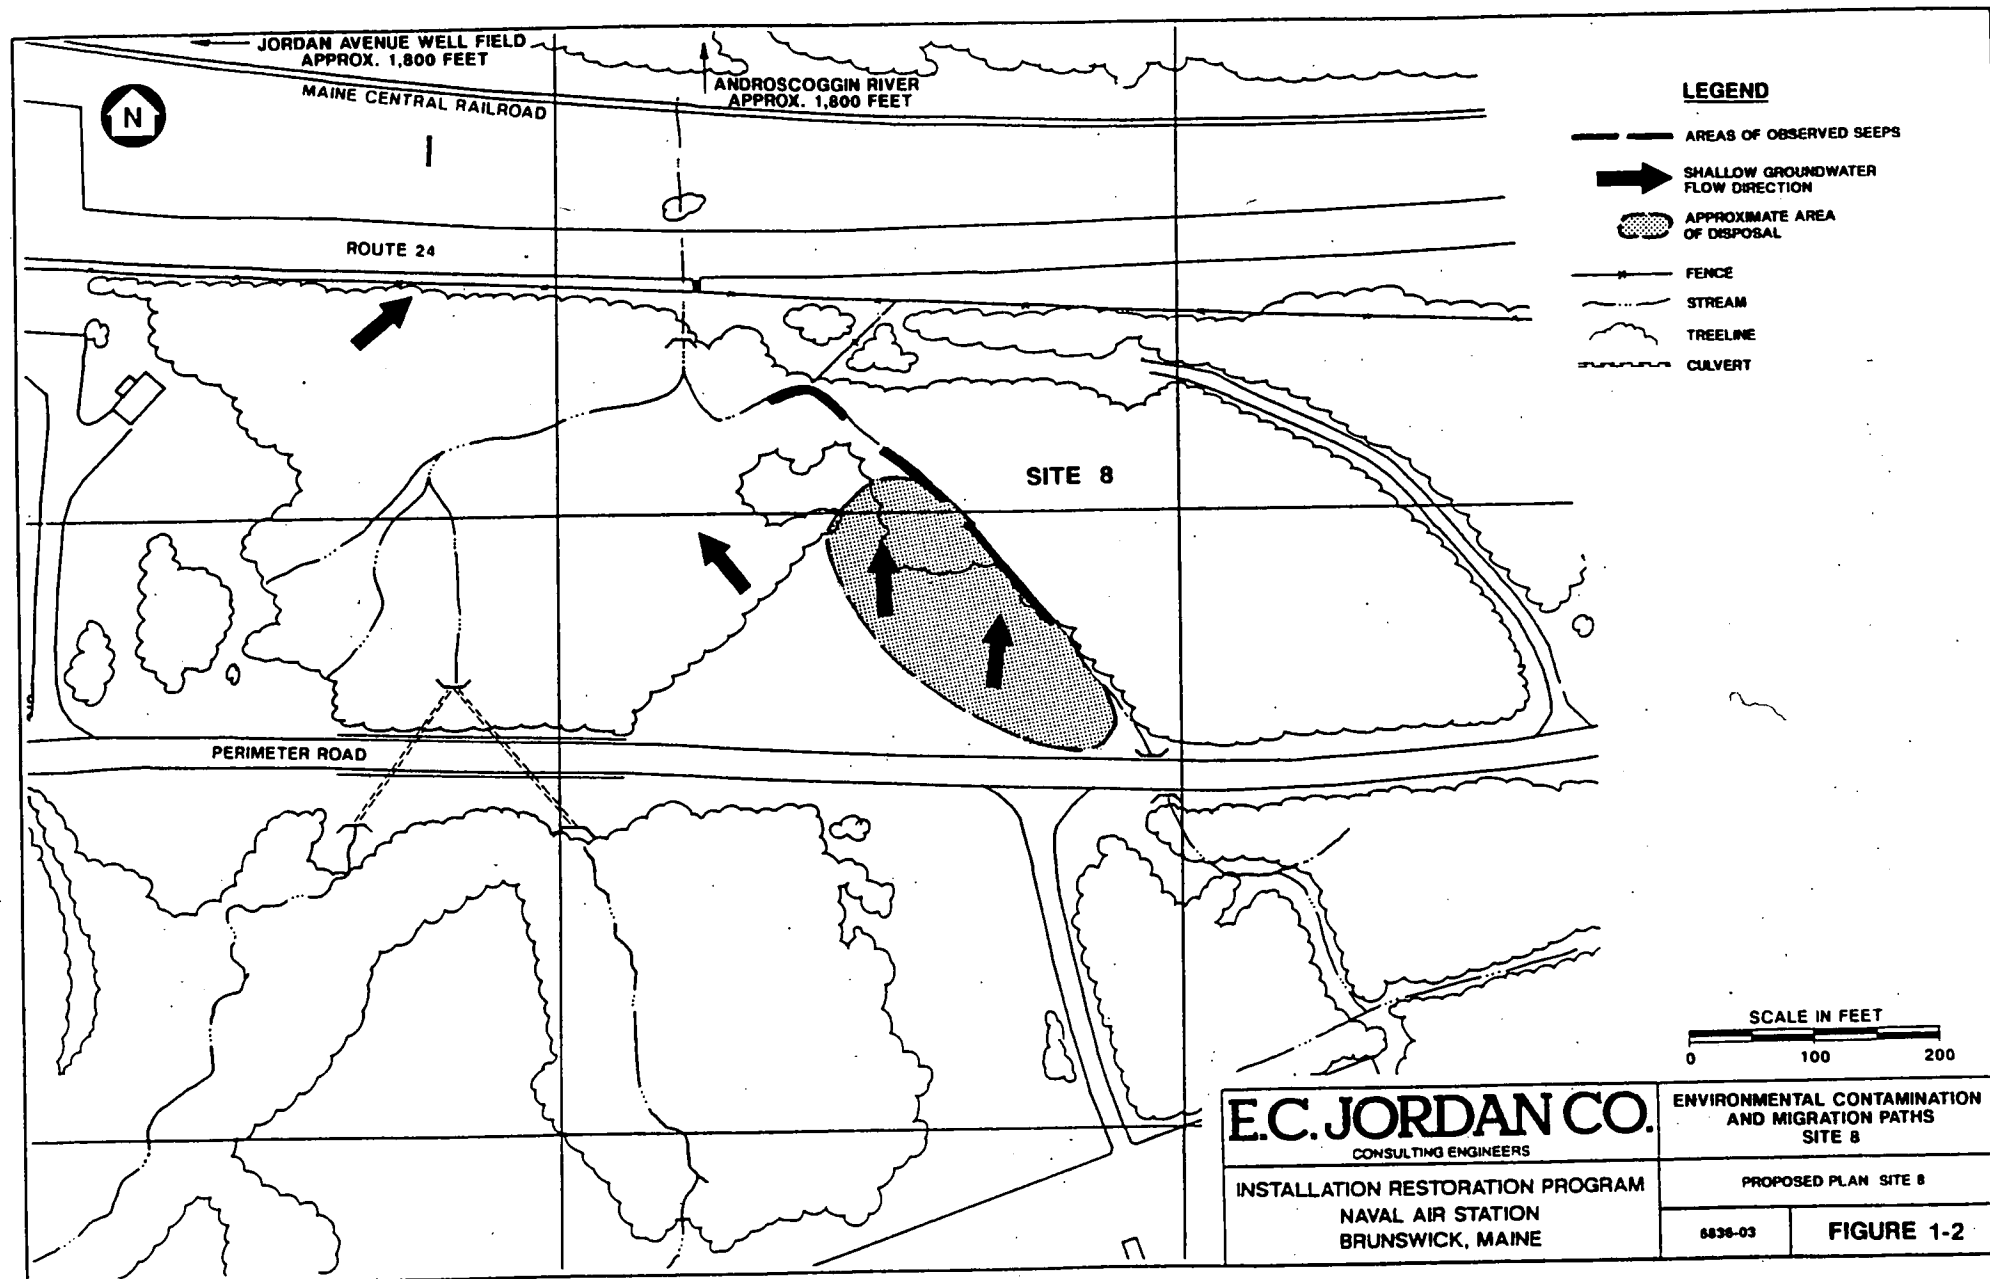 JORDAN AVENUE WELL FIELD
APPROX. 1,800 FEET
ANDROSCOGGIN RIVER
APPROX. 1,800 FEET
MAINE CENTRAL RAILROAD
N
ROUTE 24
SITE 8
PERIMETER ROAD
LEGEND
AREAS OF OBSERVED SEEPS
SHALLOW GROUNDWATER
FLOW DIRECTION
APPROXIMATE AREA
OF DISPOSAL
FENCE
STREAM
TREELINE
CULVERT
SCALE IN FEET
0 100 200
E.C. JORDAN CO.
CONSULTING ENGINEERS
INSTALLATION RESTORATION PROGRAM
NAVAL AIR STATION
BRUNSWICK, MAINE
ENVIRONMENTAL CONTAMINATION
AND MIGRATION PATHS
SITE 8
PROPOSED PLAN SITE 8
6836-03
FIGURE 1-2